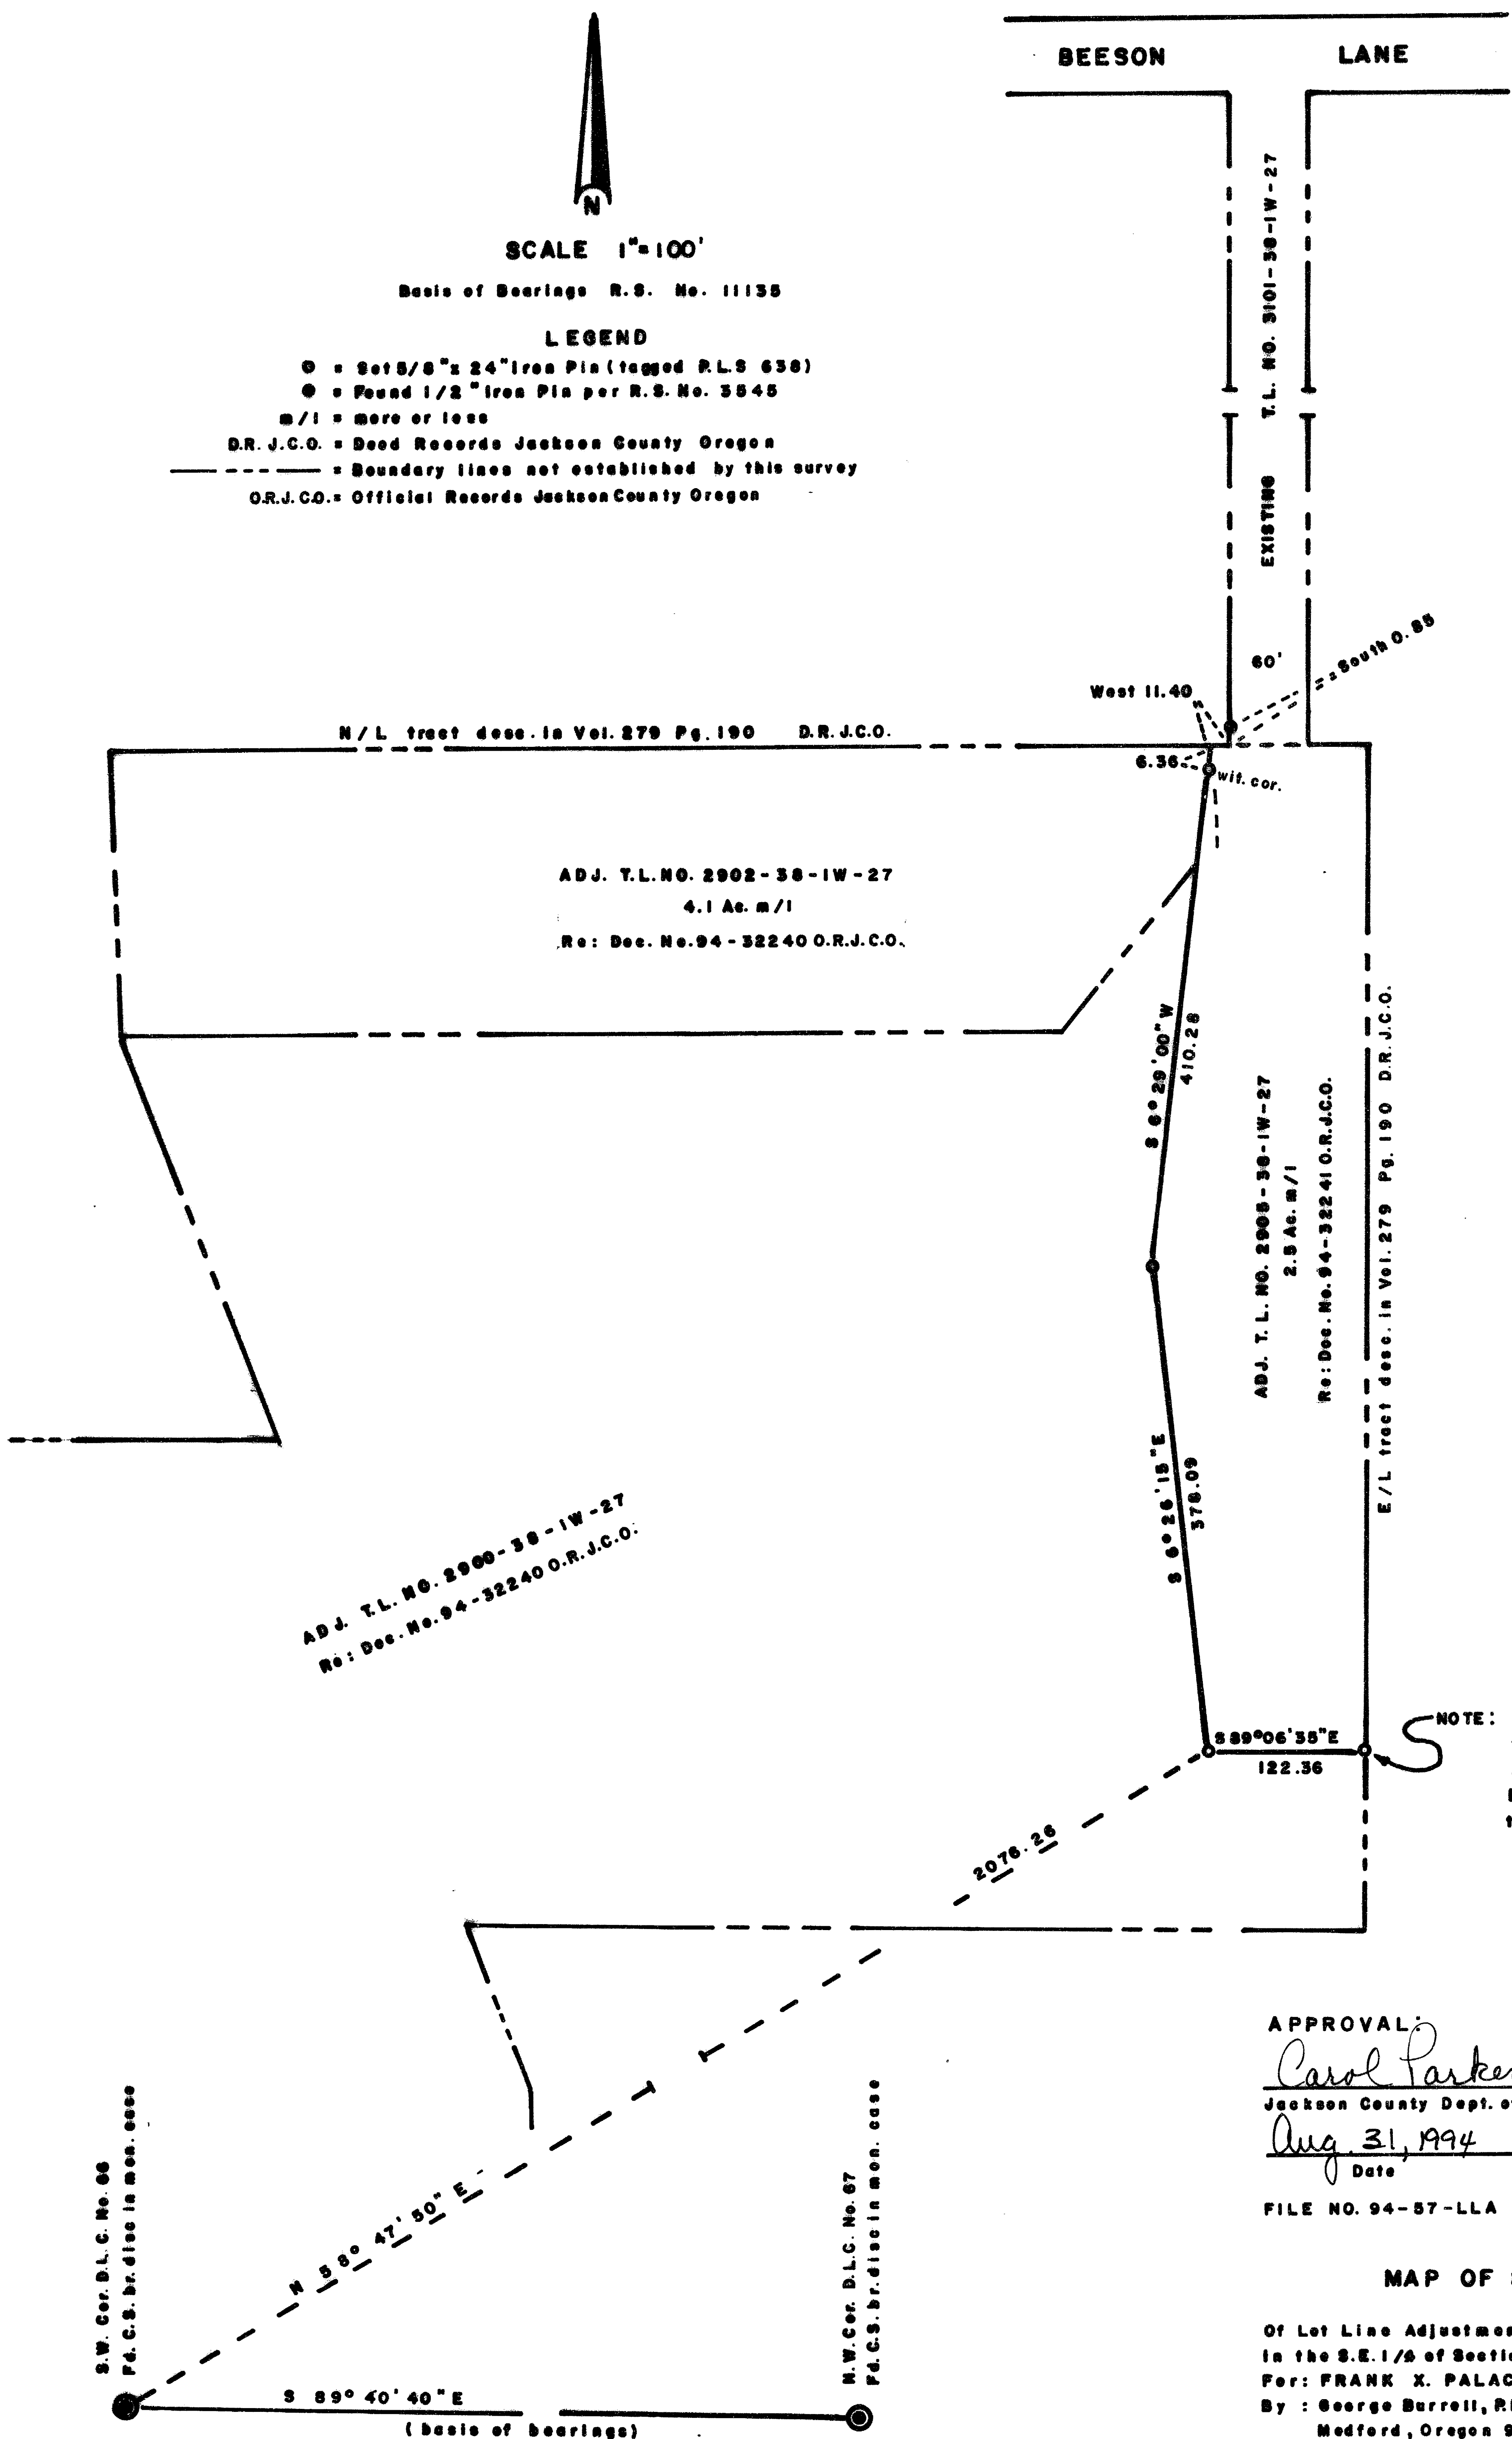 BEESON LANE
N
SCALE 1"=100'
Basis of Bearings R.S. No. 11135
LEGEND
= Set 5/8"x 24" Iron Pin (tagged P.L.S 638)
= Found 1/2" Iron Pin per R.S. No. 3545
m/l = more or less
D.R. J.C.O. = Deed Records Jackson County Oregon
= Boundary lines not established by this survey
O.R.J.C.O. = Official Records Jackson County Oregon
EXISTING T.L. NO. 3101-38-1W-27
60'
South 0.85
West 11.40
N/L tract desc. in Vol. 279 Pg. 190 D.R.J.C.O.
6.36
wit. cor.
ADJ. T.L. NO. 2902-38-1W-27
4.1 Ac. m/l
Re: Doc. No. 94-32240 O.R.J.C.O.
S 6° 29' 00" W
410.28
ADJ. T.L. NO. 2905-38-1W-27
2.5 Ac. m/l
Re: Doc. No. 94-32241 O.R.J.C.O.
E/L tract desc. in Vol. 279 Pg. 190 D.R.J.C.O.
S 6° 26' 15" E
378.09
ADJ. T.L. NO. 2900-38-1W-27
Re: Doc. No. 94-32240 O.R.J.C.O.
S 89° 06' 35" E
122.36
NOTE:
2076.26
APPROVAL:
Carol Parker
Jackson County Dept. of
Aug. 31, 1994
Date
FILE NO. 94-57-LLA
S.W. Cor. D.L.C. No. 66
Fd. C.S. br. disc in mon. case
N.W. Cor. D.L.C. No. 67
Fd. C.S. br. disc in mon. case
N 58° 47' 50" E
S 89° 40' 40" E
(basis of bearings)
MAP OF
Of Lot Line Adjustmen
in the S.E. 1/4 of Sectio
For: FRANK X. PALAC
By: George Burrell, P.
Medford, Oregon 9